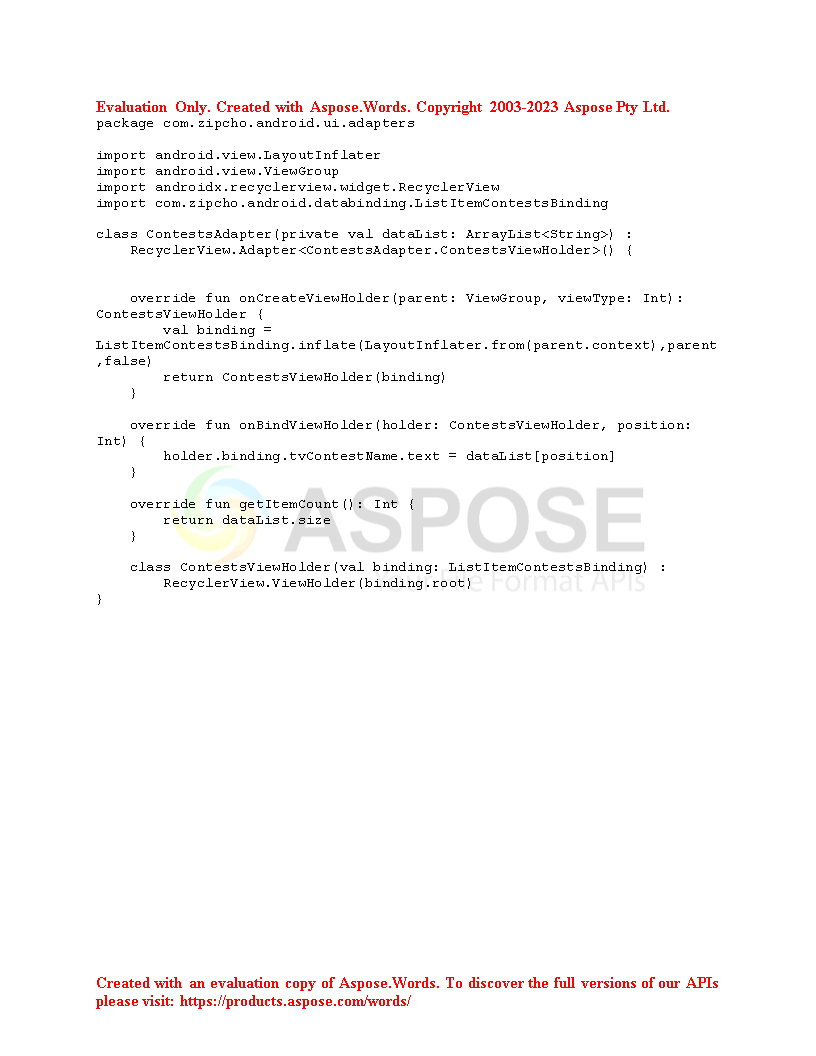 Evaluation Only. Created with Aspose.Words. Copyright 2003-2023 Aspose Pty Ltd.
package com.zipcho.android.ui.adapters

import android.view.LayoutInflater
import android.view.ViewGroup
import androidx.recyclerview.widget.RecyclerView
import com.zipcho.android.databinding.ListItemContestsBinding

class ContestsAdapter(private val dataList: ArrayList<String>) :
    RecyclerView.Adapter<ContestsAdapter.ContestsViewHolder>() {


    override fun onCreateViewHolder(parent: ViewGroup, viewType: Int):
ContestsViewHolder {
        val binding =
ListItemContestsBinding.inflate(LayoutInflater.from(parent.context),parent
,false)
        return ContestsViewHolder(binding)
    }

    override fun onBindViewHolder(holder: ContestsViewHolder, position:
Int) {
        holder.binding.tvContestName.text = dataList[position]
    }

    override fun getItemCount(): Int {
        return dataList.size
    }

    class ContestsViewHolder(val binding: ListItemContestsBinding) :
        RecyclerView.ViewHolder(binding.root)
}
ASPOSE
File Format APIs
Created with an evaluation copy of Aspose.Words. To discover the full versions of our APIs
please visit: https://products.aspose.com/words/